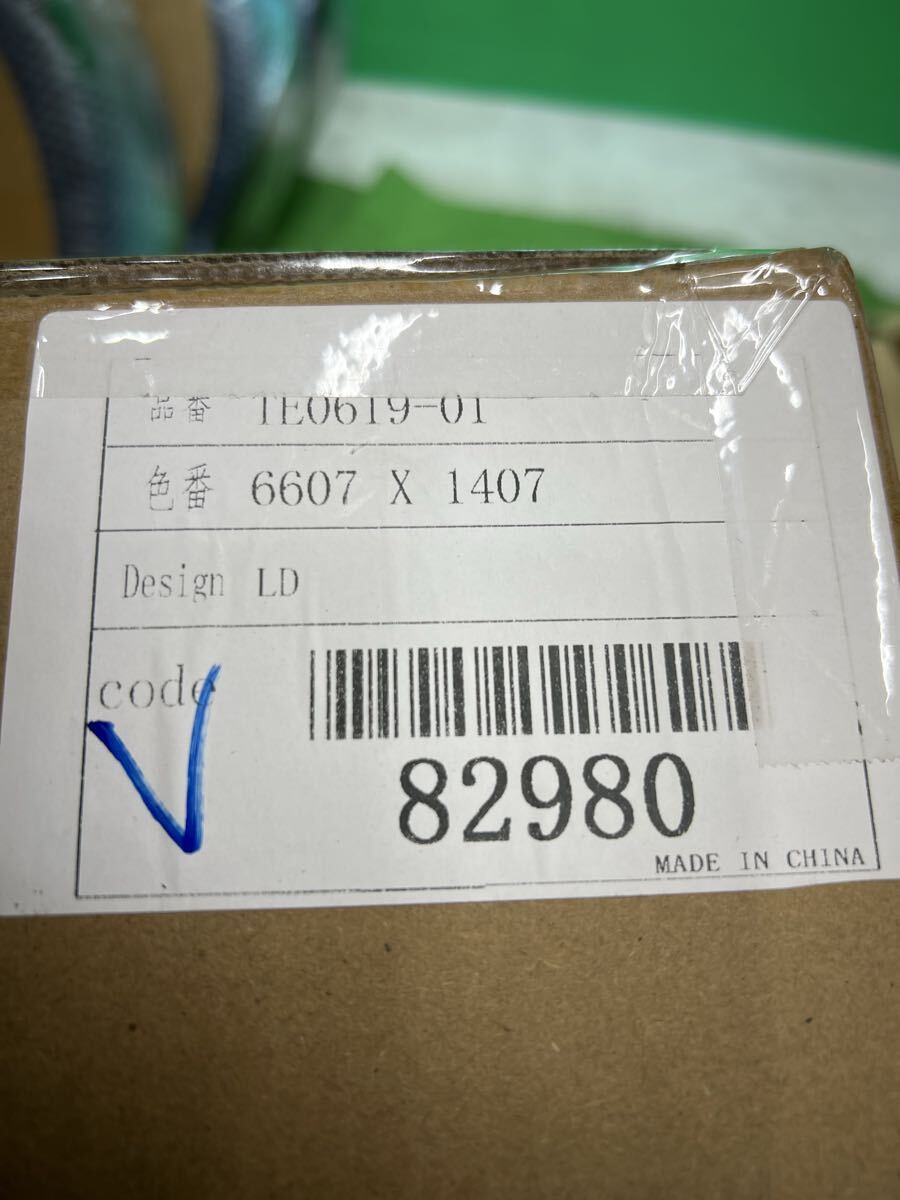 品番 TE0619-01
色番 6607 X 1407
Design LD
code
82980
MADE IN CHINA